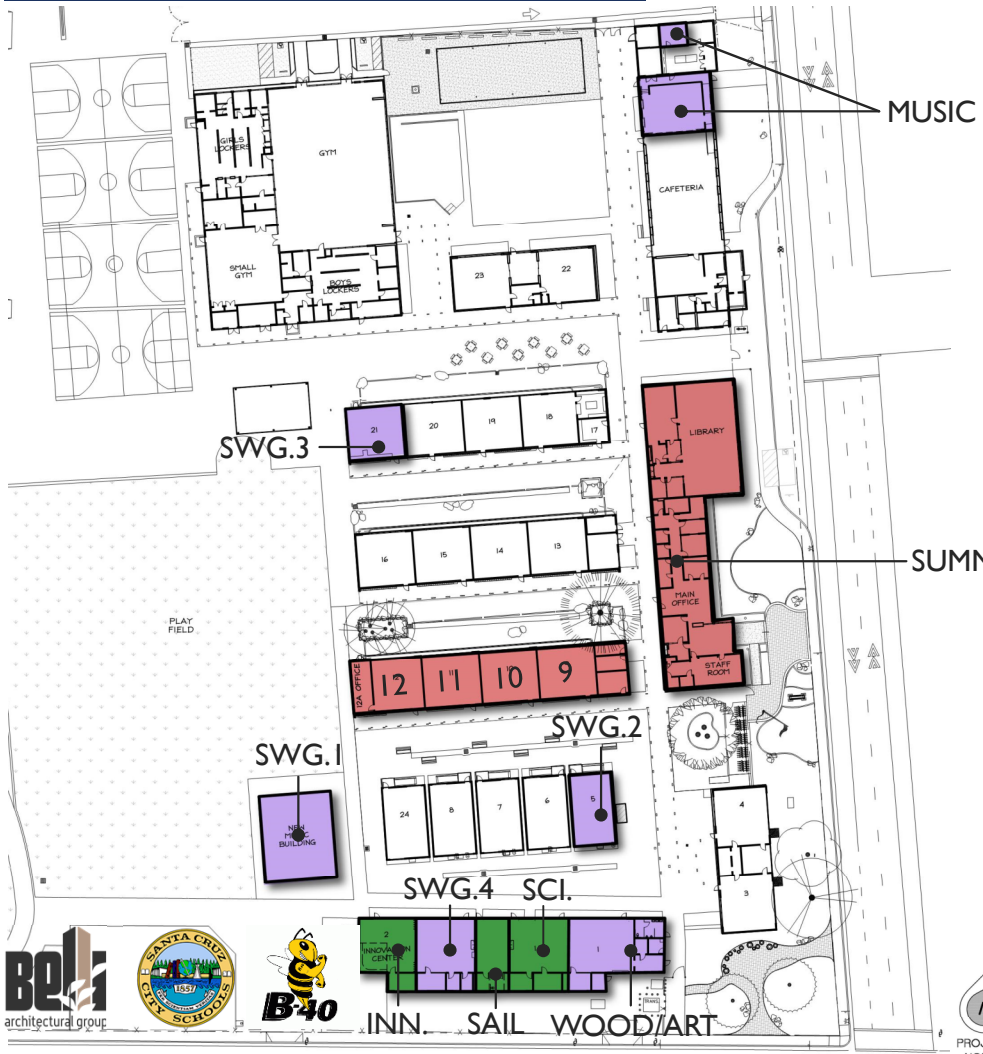 MUSIC
GIRLS
LOCKERS
GYM
CAFETERIA
SMALL
GYM
BOYS
LOCKERS
23
22
21
20
19
18
17
SWG.3
LIBRARY
16
15
14
13
SUMN
MAIN
OFFICE
PLAY
FIELD
12A OFFICE
12
11
10
9
STAFF
ROOM
SWG.2
SWG.1
NEW
MUSIC
BUILDING
24
8
7
6
5
4
3
SWG.4
SCI.
2
INNOVATION
CENTER
1
INN.
SAIL
WOOD/ART
architectural group
SANTA CRUZ
1857
CITY SCHOOLS
B-40